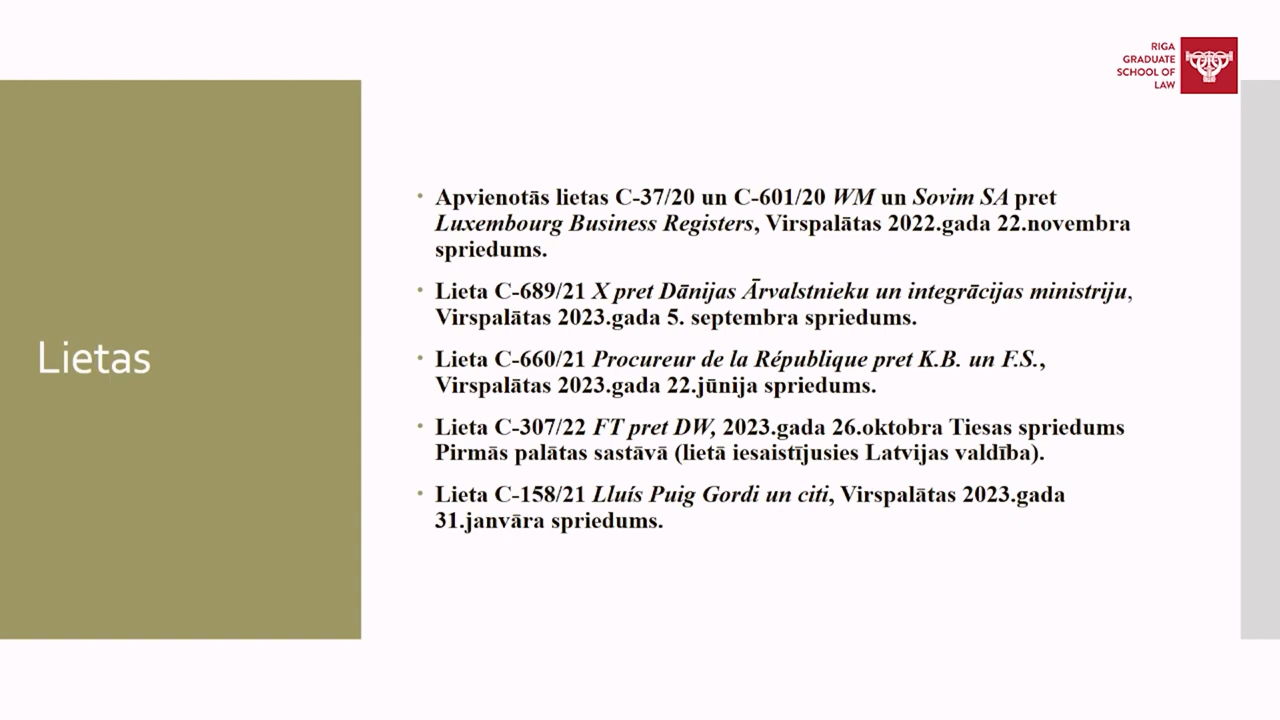 RIGA
GRADUATE
SCHOOL OF
LAW
Lietas
• Apvienotās lietas C-37/20 un C-601/20 WM un Sovim SA pret
Luxembourg Business Registers, Virspalātas 2022.gada 22.novembra
spriedums.
• Lieta C-689/21 X pret Dānijas Ārvalstnieku un integrācijas ministriju,
Virspalātas 2023.gada 5. septembra spriedums.
• Lieta C-660/21 Procureur de la République pret K.B. un F.S.,
Virspalātas 2023.gada 22.jūnija spriedums.
• Lieta C-307/22 FT pret DW, 2023.gada 26.oktobra Tiesas spriedums
Pirmās palātas sastāvā (lietā iesaistījusies Latvijas valdība).
• Lieta C-158/21 Lluís Puig Gordi un citi, Virspalātas 2023.gada
31.janvāra spriedums.